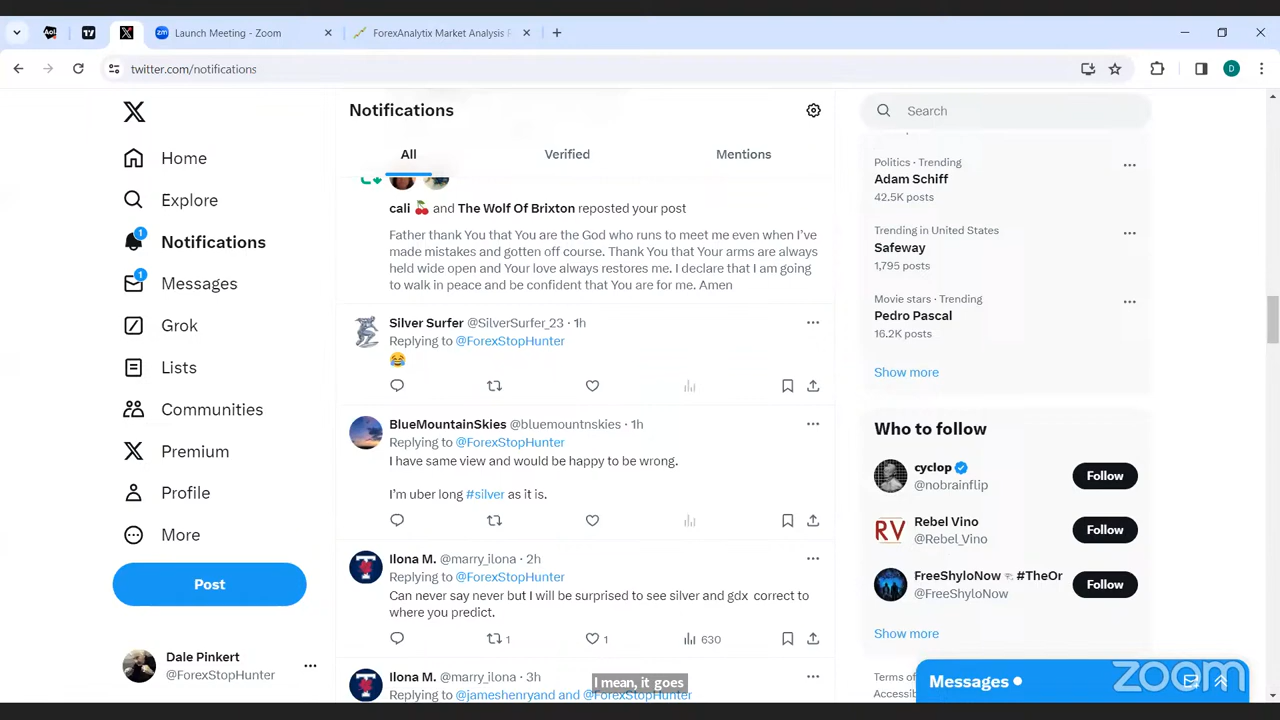 Aol.
Launch Meeting - Zoom
ForexAnalytix Market Analysis
twitter.com/notifications
D
Home
Explore
1
Notifications
1
Messages
Grok
Lists
Communities
Premium
Profile
More
Post
Dale Pinkert
@ForexStopHunter
Notifications
All
Verified
Mentions
cali 🍒 and The Wolf Of Brixton reposted your post
Father thank You that You are the God who runs to meet me even when I've
made mistakes and gotten off course. Thank You that Your arms are always
held wide open and Your love always restores me. I declare that I am going
to walk in peace and be confident that You are for me. Amen
Silver Surfer @SilverSurfer_23 · 1h
Replying to @ForexStopHunter
😂
BlueMountainSkies @bluemountnskies · 1h
Replying to @ForexStopHunter
I have same view and would be happy to be wrong.
I'm uber long #silver as it is.
Ilona M. @marry_ilona · 2h
Replying to @ForexStopHunter
Can never say never but I will be surprised to see silver and gdx correct to
where you predict.
1 1 630
Ilona M. @marry_ilona · 3h
Replying to @jameshenryand and @ForexStopHunter
I mean, it goes
Search
Politics · Trending
Adam Schiff
42.5K posts
Trending in United States
Safeway
1,795 posts
Movie stars · Trending
Pedro Pascal
16.2K posts
Show more
Who to follow
cyclop
@nobrainflip
Follow
RV
Rebel Vino
@Rebel_Vino
Follow
FreeShyloNow #TheOr
@FreeShyloNow
Follow
Show more
Terms of
Accessib
Messages
zoom